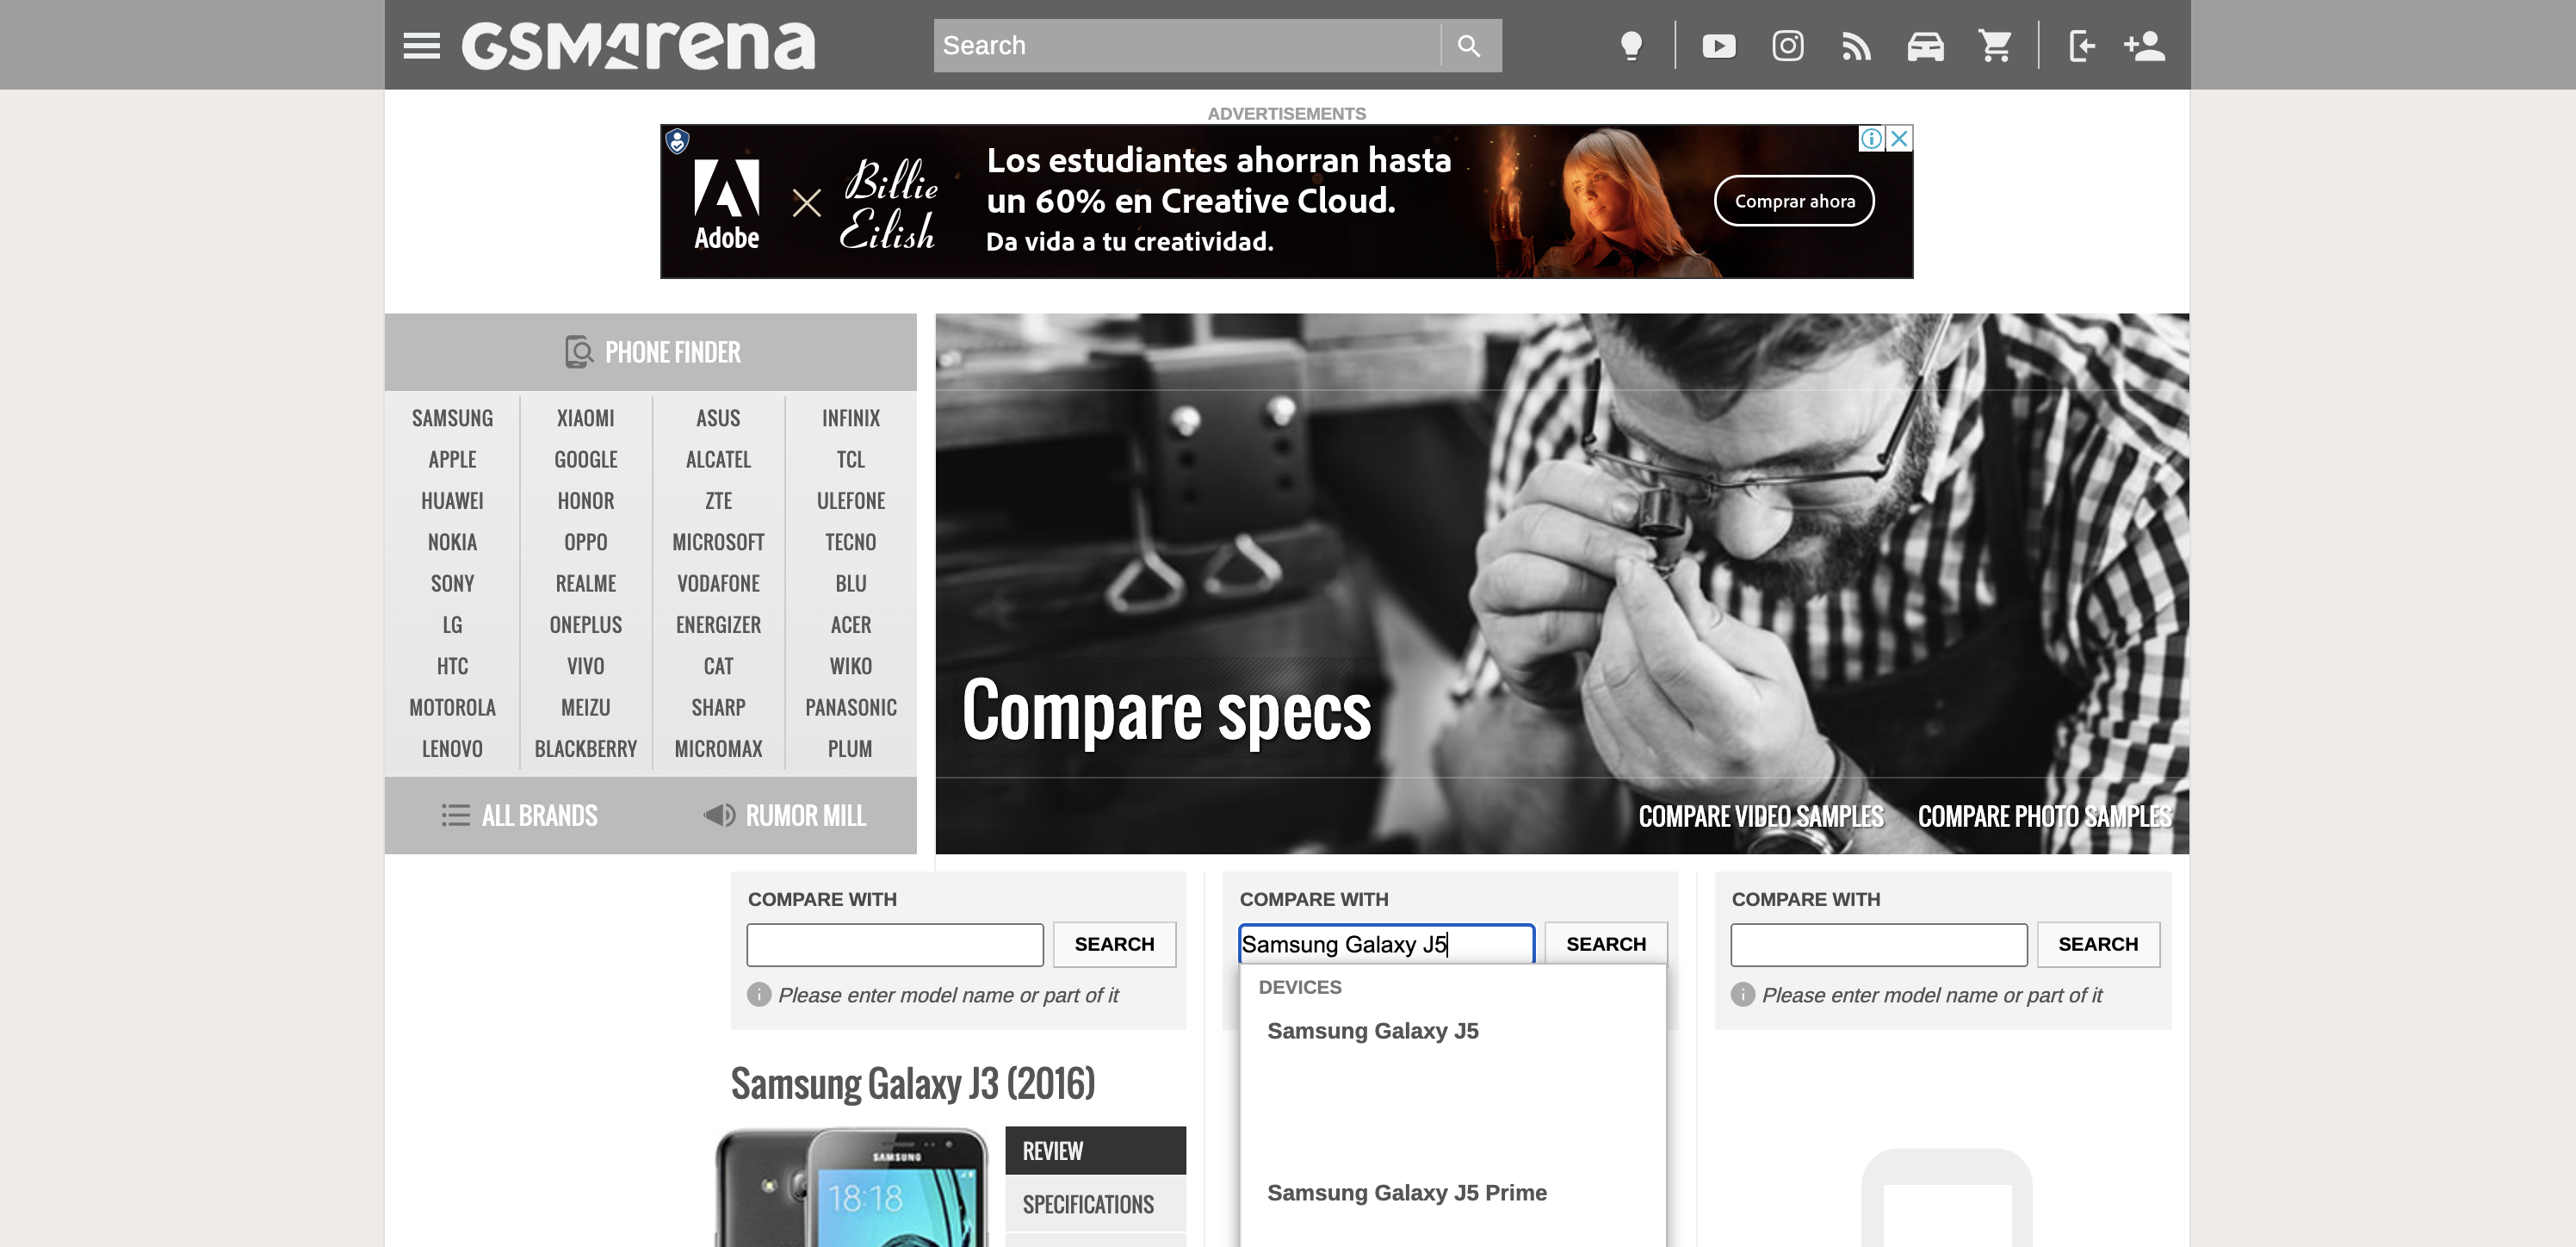 GSMArena
Search
ADVERTISEMENTS
Adobe
Billie
Eilish
Los estudiantes ahorran hasta
un 60% en Creative Cloud.
Da vida a tu creatividad.
Comprar ahora
PHONE FINDER
SAMSUNG XIAOMI ASUS INFINIX
APPLE GOOGLE ALCATEL TCL
HUAWEI HONOR ZTE ULEFONE
NOKIA OPPO MICROSOFT TECNO
SONY REALME VODAFONE BLU
LG ONEPLUS ENERGIZER ACER
HTC VIVO CAT WIKO
MOTOROLA MEIZU SHARP PANASONIC
LENOVO BLACKBERRY MICROMAX PLUM
ALL BRANDS RUMOR MILL
Compare specs
COMPARE VIDEO SAMPLES COMPARE PHOTO SAMPLES
COMPARE WITH
SEARCH
Please enter model name or part of it
COMPARE WITH
Samsung Galaxy J5
SEARCH
DEVICES
Samsung Galaxy J5
Samsung Galaxy J5 Prime
COMPARE WITH
SEARCH
Please enter model name or part of it
Samsung Galaxy J3 (2016)
SAMSUNG
18:18
REVIEW
SPECIFICATIONS